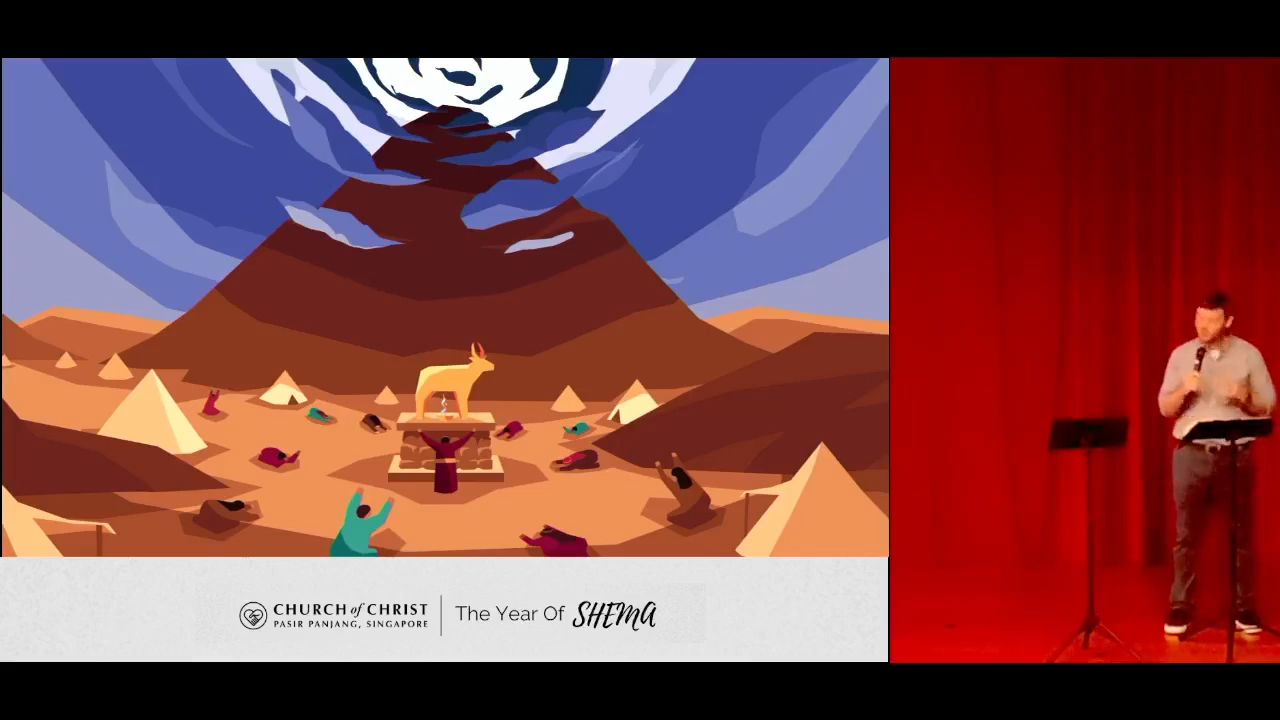 CHURCH of CHRIST
PASIR PANJANG, SINGAPORE
The Year Of SHEMA